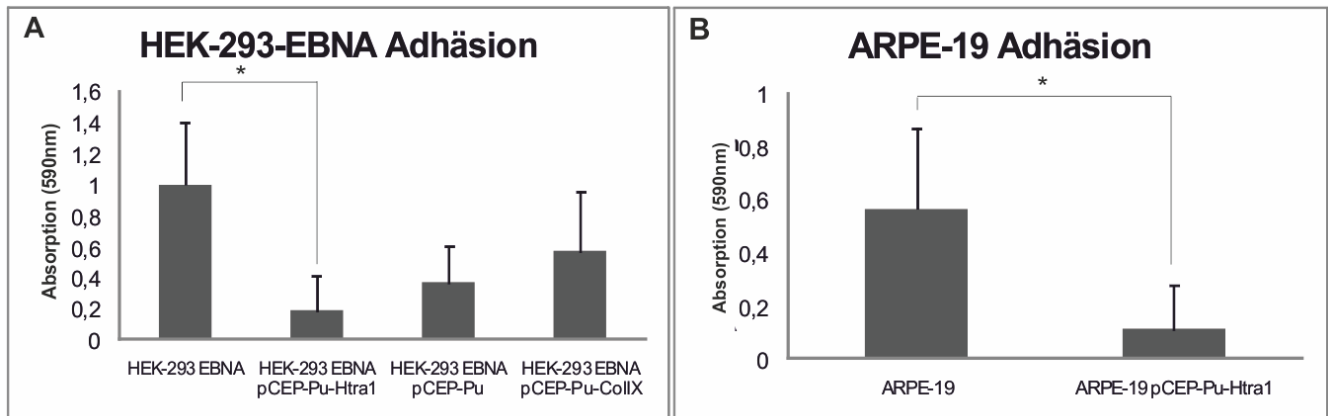 A
HEK-293-EBNA Adhäsion
*
Absorption (590nm)
1,6
1,4
1,2
1
0,8
0,6
0,4
0,2
0
HEK-293 EBNA
HEK-293 EBNA
pCEP-Pu-Htra1
HEK-293 EBNA
pCEP-Pu
HEK-293 EBNA
pCEP-Pu-CollX
B
ARPE-19 Adhäsion
*
Absorption (590nm)
1
0,8
0,6
0,4
0,2
0
ARPE-19
ARPE-19 pCEP-Pu-Htra1